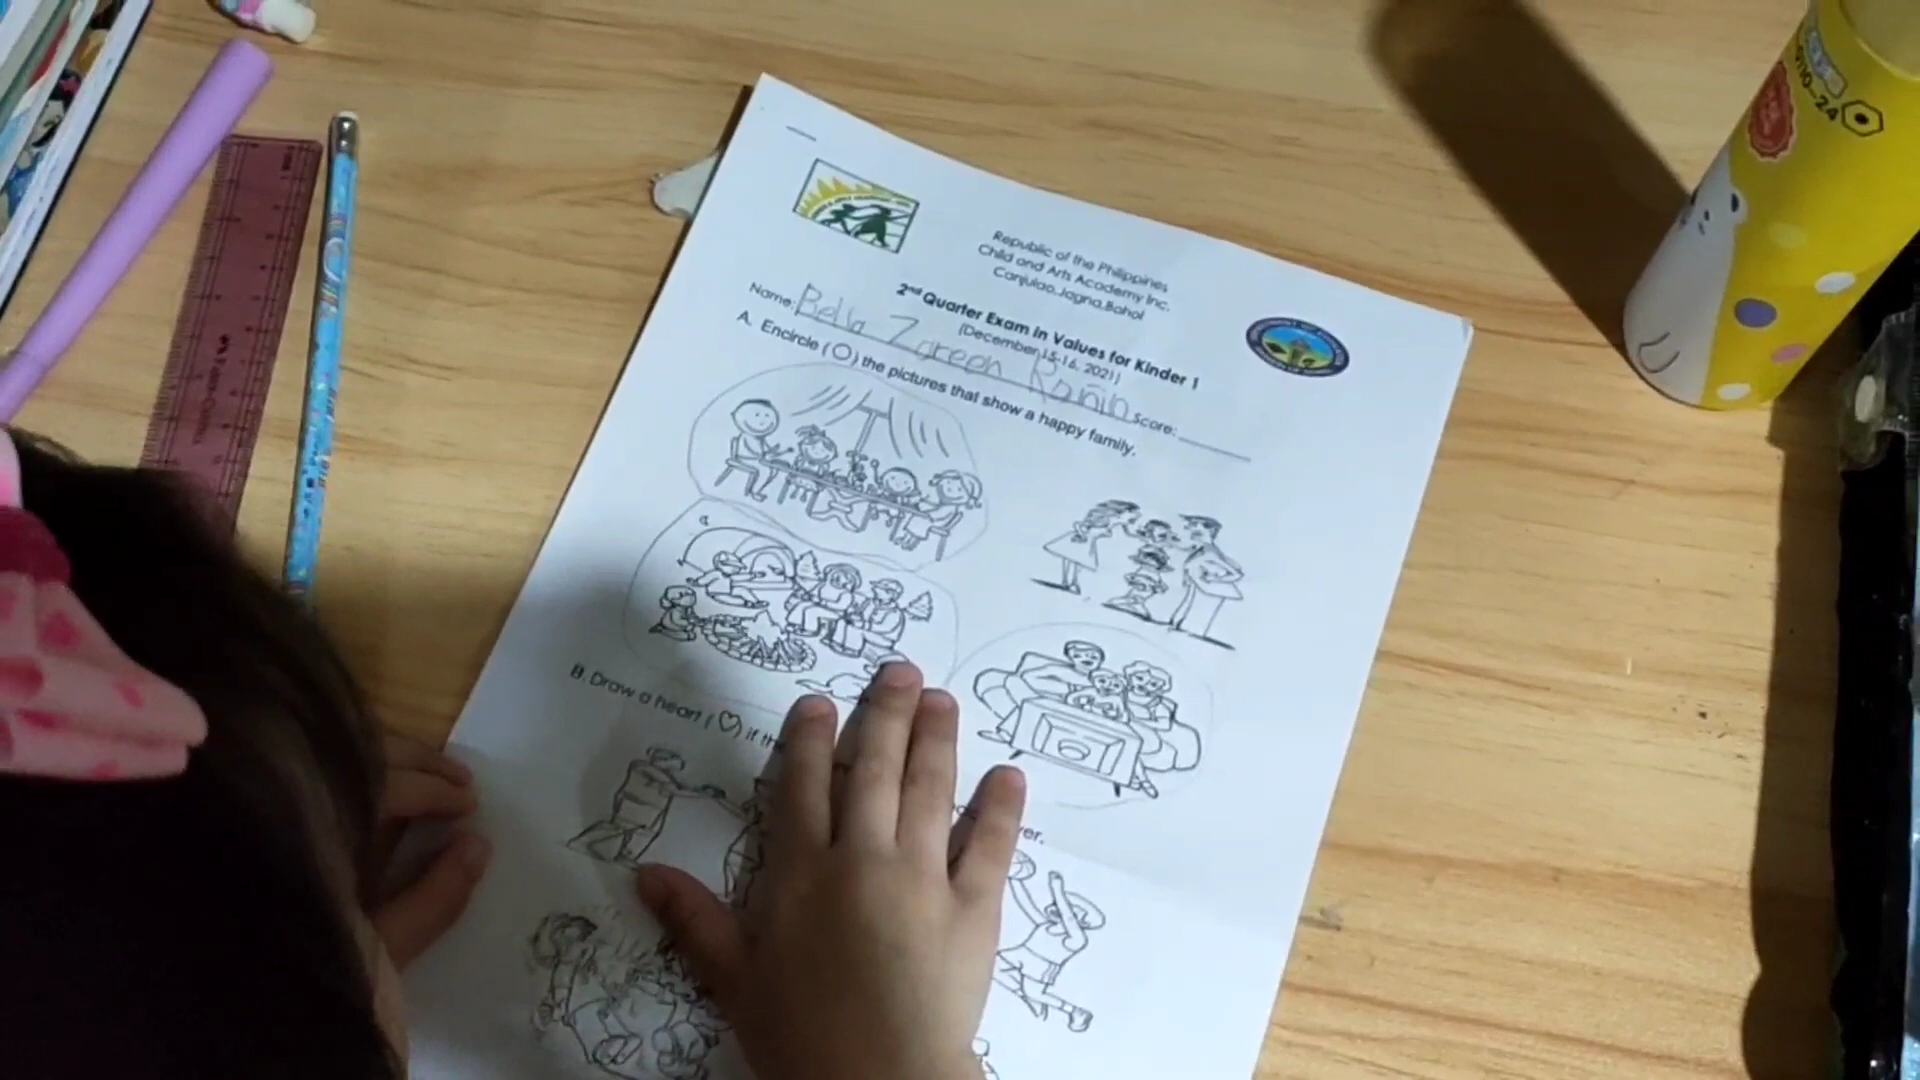 Republic of the Philippines
Child and Arts Academy Inc.
Canjulao, Jagna, Bohol
2nd Quarter Exam in Values for Kinder 1
(December 15-16, 2021)
Name: Bella Zareen Score:
A. Encircle ( ) the pictures that show a happy family.
B. Draw a heart ( ) if the